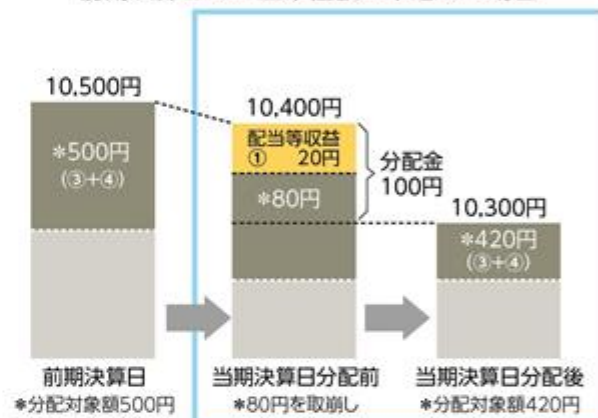 10,500円
*500円
(③+④)
10,400円
配当等収益
① 20円
*80円
分配金
100円
10,300円
*420円
(③+④)
前期決算日
*分配対象額500円
当期決算日分配前
*80円を取崩し
当期決算日分配後
*分配対象額420円